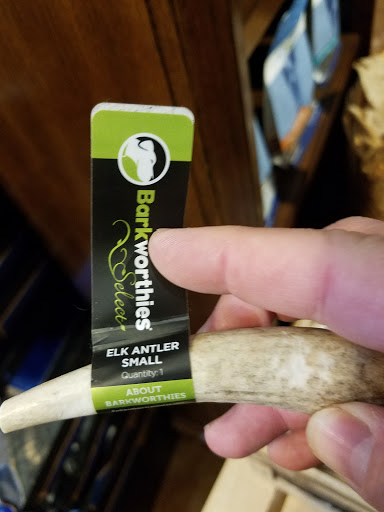 Barkworthies
Select
ELK ANTLER
SMALL
Quantity: 1
ABOUT
BARKWORTHIES